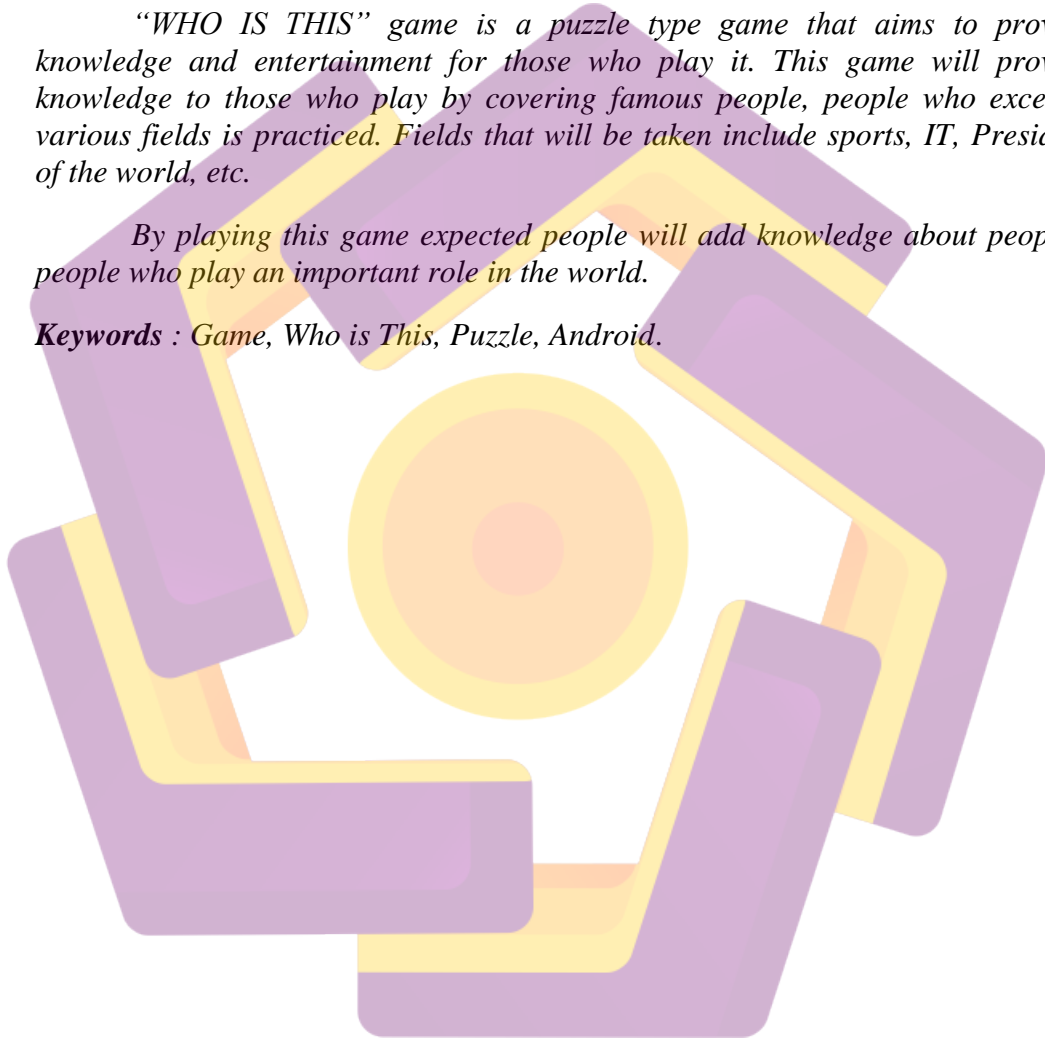 “WHO IS THIS” game is a puzzle type game that aims to prov
knowledge and entertainment for those who play it. This game will prov
knowledge to those who play by covering famous people, people who exce
various fields is practiced. Fields that will be taken include sports, IT, Presid
of the world, etc.
By playing this game expected people will add knowledge about peop
people who play an important role in the world.
Keywords : Game, Who is This, Puzzle, Android.